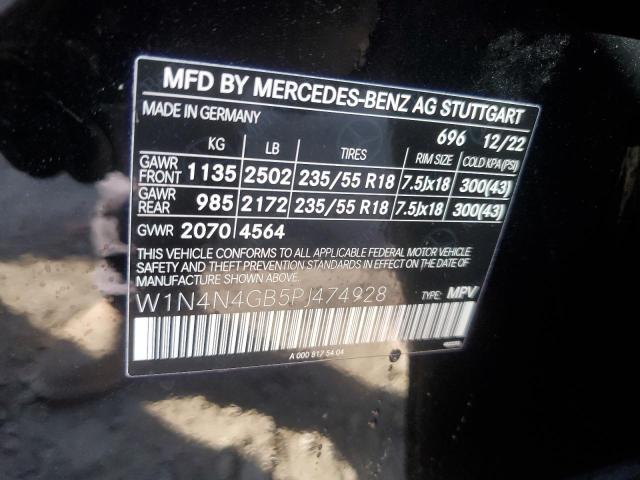 MFD BY MERCEDES-BENZ AG STUTTGART
MADE IN GERMANY 696 12/22
KG LB TIRES RIM SIZE COLD KPA(PSI)
GAWR FRONT 1135 2502 235/55 R18 7.5Jx18 300(43)
GAWR REAR 985 2172 235/55 R18 7.5Jx18 300(43)
GVWR 2070 4564
THIS VEHICLE CONFORMS TO ALL APPLICABLE FEDERAL MOTOR VEHICLE
SAFETY AND THEFT PREVENTION STANDARDS IN EFFECT ON THE DATE OF
MANUFACTURE SHOWN ABOVE.
W1N4N4GB5PJ474928 TYPE: MPV
A 000 817 54 04